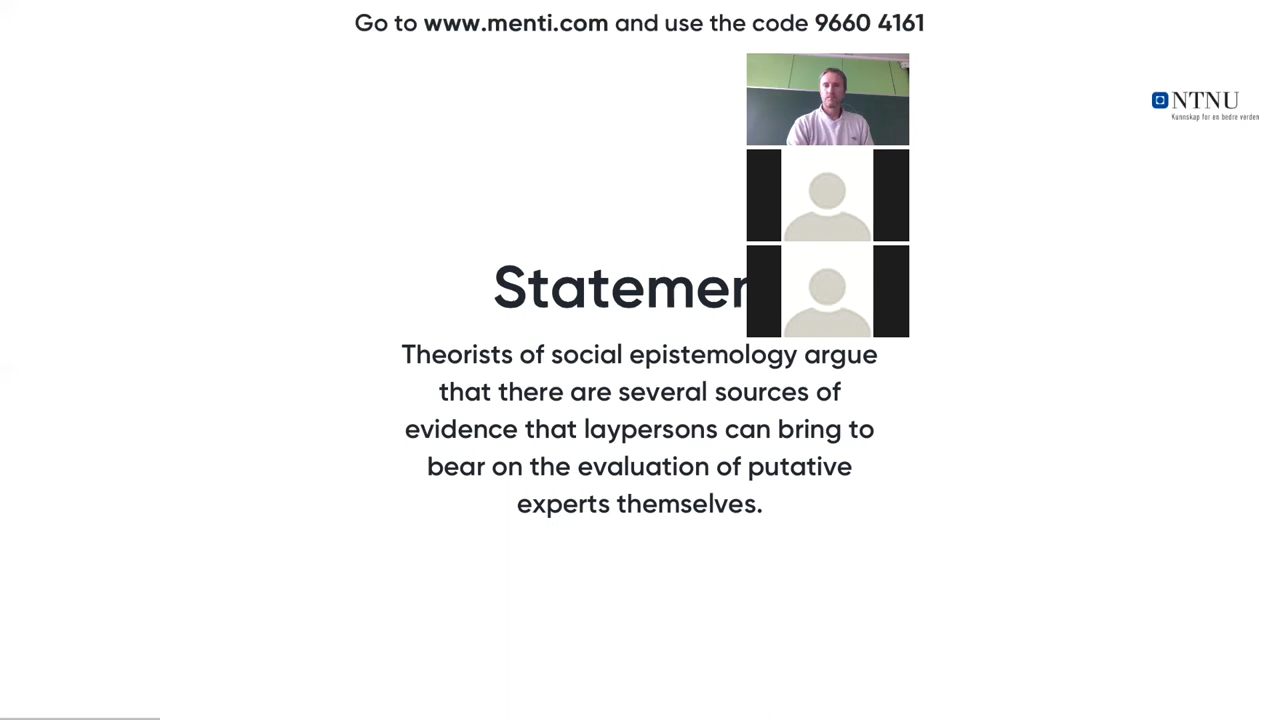 Go to www.menti.com and use the code 9660 4161
NTNU
Kunnskap for en bedre verden
Theorists of social epistemology argue
that there are several sources of
evidence that laypersons can bring to
bear on the evaluation of putative
experts themselves.